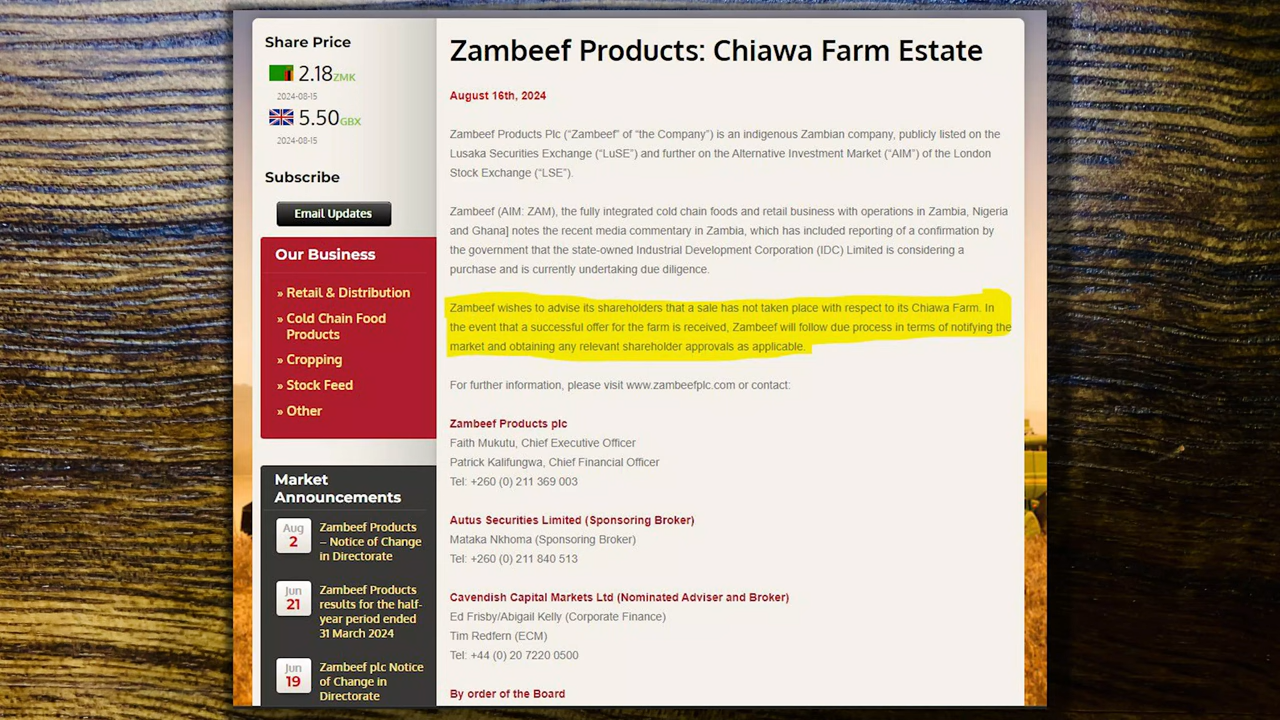 Share Price
2.18ZMK
2024-08-15
5.50GBX
2024-08-15
Subscribe
Email Updates
Our Business
» Retail & Distribution
» Cold Chain Food
Products
» Cropping
» Stock Feed
» Other
Market
Announcements
Aug
2
Zambeef Products
– Notice of Change
in Directorate
Jun
21
Zambeef Products
results for the half-
year period ended
31 March 2024
Jun
19
Zambeef plc Notice
of Change in
Directorate
Zambeef Products: Chiawa Farm Estate
August 16th, 2024
Zambeef Products Plc (“Zambeef” of “the Company”) is an indigenous Zambian company, publicly listed on the
Lusaka Securities Exchange (“LuSE”) and further on the Alternative Investment Market (“AIM”) of the London
Stock Exchange (“LSE”).
Zambeef (AIM: ZAM), the fully integrated cold chain foods and retail business with operations in Zambia, Nigeria
and Ghana] notes the recent media commentary in Zambia, which has included reporting of a confirmation by
the government that the state-owned Industrial Development Corporation (IDC) Limited is considering a
purchase and is currently undertaking due diligence.
Zambeef wishes to advise its shareholders that a sale has not taken place with respect to its Chiawa Farm. In
the event that a successful offer for the farm is received, Zambeef will follow due process in terms of notifying the
market and obtaining any relevant shareholder approvals as applicable.
For further information, please visit www.zambeefplc.com or contact:
Zambeef Products plc
Faith Mukutu, Chief Executive Officer
Patrick Kalifungwa, Chief Financial Officer
Tel: +260 (0) 211 369 003
Autus Securities Limited (Sponsoring Broker)
Mataka Nkhoma (Sponsoring Broker)
Tel: +260 (0) 211 840 513
Cavendish Capital Markets Ltd (Nominated Adviser and Broker)
Ed Frisby/Abigail Kelly (Corporate Finance)
Tim Redfern (ECM)
Tel: +44 (0) 20 7220 0500
By order of the Board